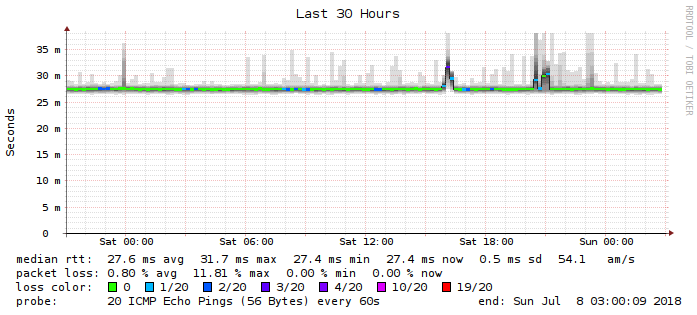 Last 30 Hours
RRDTOOL / TOBI OETIKER
Seconds
35 m
30 m
25 m
20 m
15 m
10 m
5 m
0
Sat 00:00 Sat 06:00 Sat 12:00 Sat 18:00 Sun 00:00
median rtt: 27.6 ms avg 31.7 ms max 27.4 ms min 27.4 ms now 0.5 ms sd 54.1 am/s
packet loss: 0.80 % avg 11.81 % max 0.00 % min 0.00 % now
loss color: 0 1/20 2/20 3/20 4/20 10/20 19/20
probe: 20 ICMP Echo Pings (56 Bytes) every 60s end: Sun Jul 8 03:00:09 2018